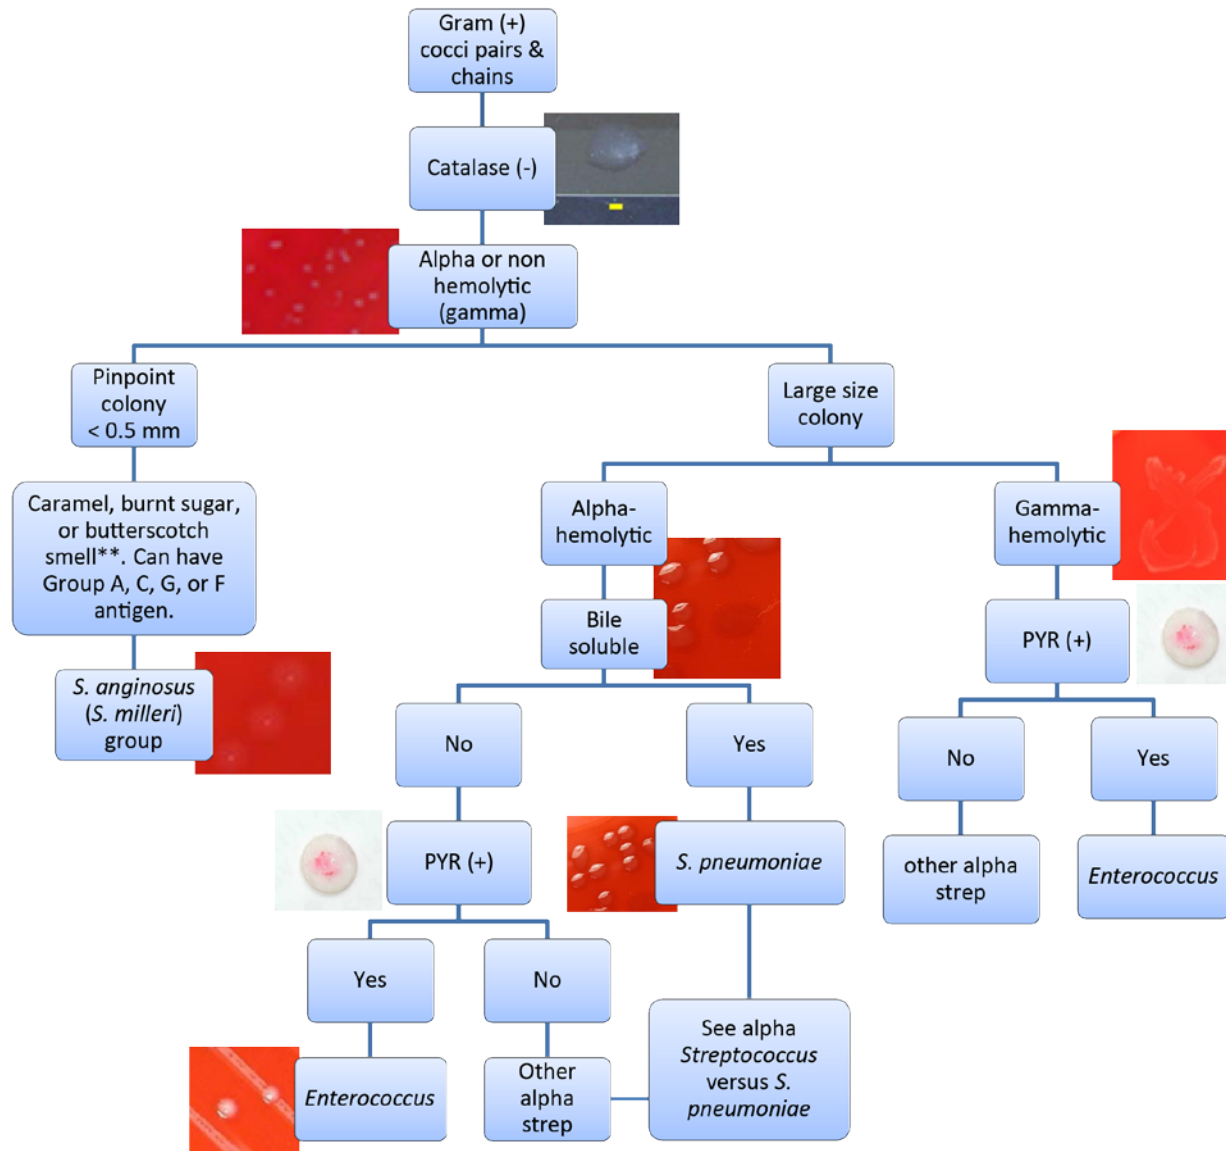 Gram (+)
cocci pairs &
chains
Catalase (-)
Alpha or non
hemolytic
(gamma)
Pinpoint
colony
< 0.5 mm
Large size
colony
Caramel, burnt sugar,
or butterscotch
smell**. Can have
Group A, C, G, or F
antigen.
Alpha-
hemolytic
Gamma-
hemolytic
Bile
soluble
PYR (+)
S. anginosus
(S. milleri)
group
No
Yes
No
Yes
PYR (+)
S. pneumoniae
other alpha
strep
Enterococcus
Yes
No
Enterococcus
Other
alpha
strep
See alpha
Streptococcus
versus S.
pneumoniae